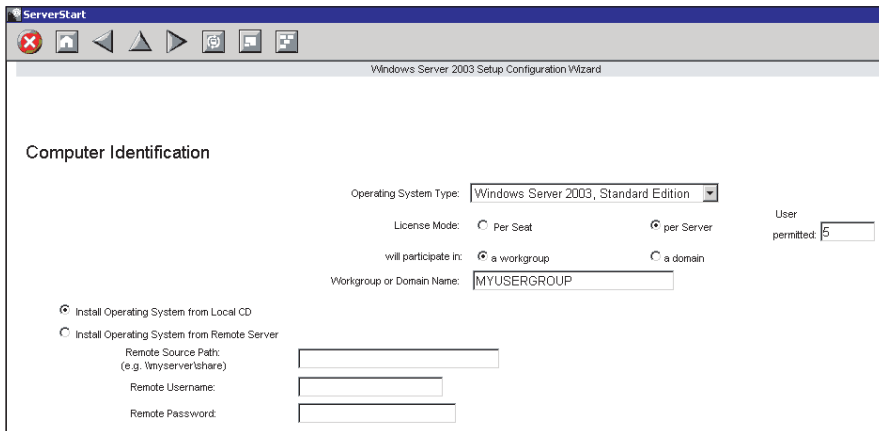 ServerStart
Windows Server 2003 Setup Configuration Wizard
Computer Identification
Operating System Type: Windows Server 2003, Standard Edition
License Mode: Per Seat per Server User permitted: 5
will participate in: a workgroup a domain
Workgroup or Domain Name: MYUSERGROUP
Install Operating System from Local CD
Install Operating System from Remote Server
Remote Source Path:
(e.g. \\myserver\share)
Remote Username:
Remote Password: